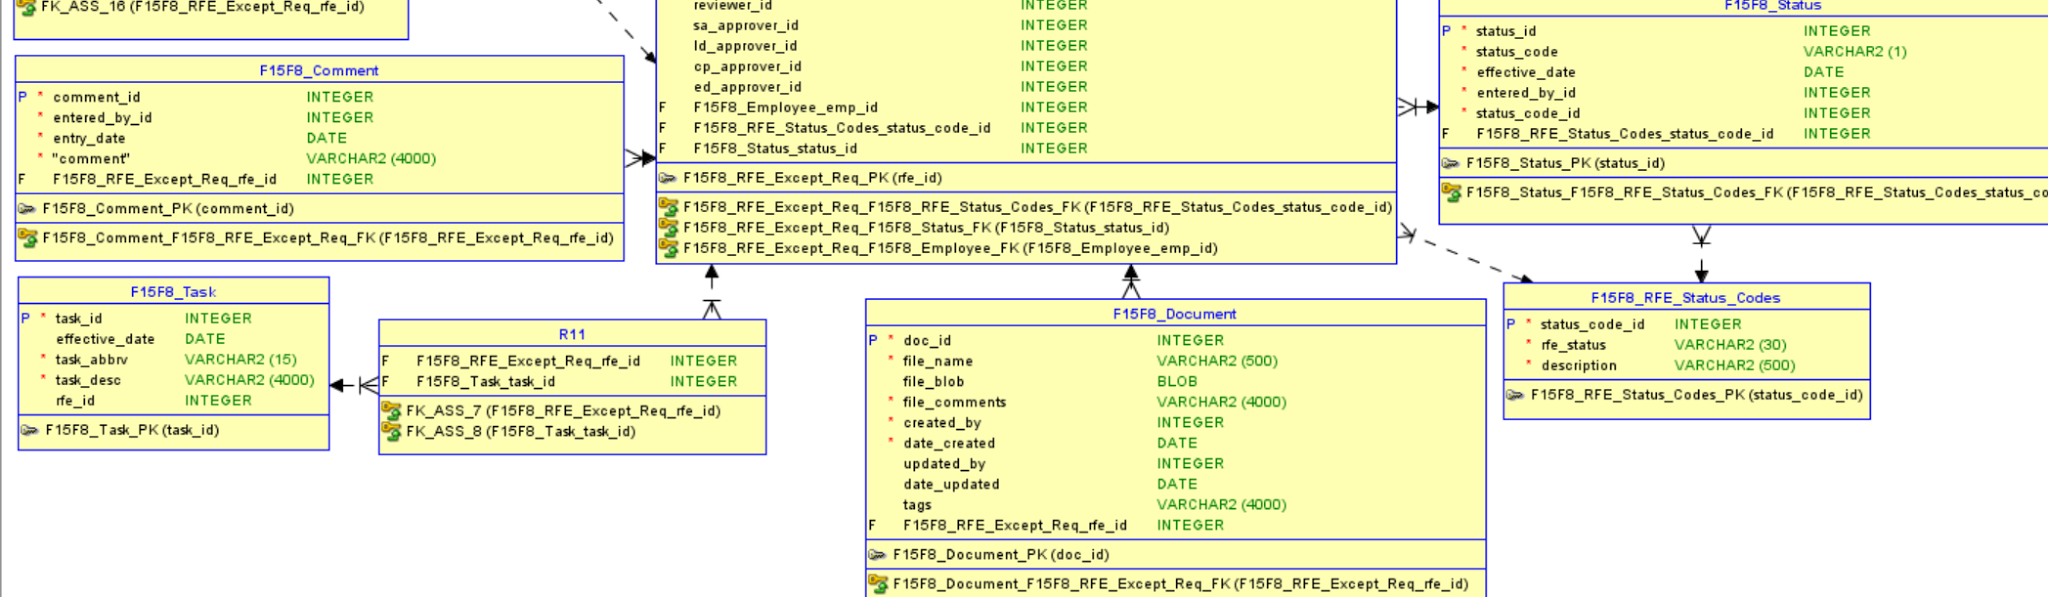 FK_ASS_16 (F15F8_RFE_Except_Req_rfe_id)
F15F8_Comment
P * comment_id INTEGER
* entered_by_id INTEGER
* entry_date DATE
* "comment" VARCHAR2 (4000)
F F15F8_RFE_Except_Req_rfe_id INTEGER
F15F8_Comment_PK (comment_id)
F15F8_Comment_F15F8_RFE_Except_Req_FK (F15F8_RFE_Except_Req_rfe_id)
reviewer_id INTEGER
sa_approver_id INTEGER
ld_approver_id INTEGER
cp_approver_id INTEGER
ed_approver_id INTEGER
F F15F8_Employee_emp_id INTEGER
F F15F8_RFE_Status_Codes_status_code_id INTEGER
F F15F8_Status_status_id INTEGER
F15F8_RFE_Except_Req_PK (rfe_id)
F15F8_RFE_Except_Req_F15F8_RFE_Status_Codes_FK (F15F8_RFE_Status_Codes_status_code_id)
F15F8_RFE_Except_Req_F15F8_Status_FK (F15F8_Status_status_id)
F15F8_RFE_Except_Req_F15F8_Employee_FK (F15F8_Employee_emp_id)
F15F8_Status
P * status_id INTEGER
* status_code VARCHAR2 (1)
* effective_date DATE
* entered_by_id INTEGER
* status_code_id INTEGER
F F15F8_RFE_Status_Codes_status_code_id INTEGER
F15F8_Status_PK (status_id)
F15F8_Status_F15F8_RFE_Status_Codes_FK (F15F8_RFE_Status_Codes_status_co
F15F8_Task
P * task_id INTEGER
effective_date DATE
* task_abbrv VARCHAR2 (15)
* task_desc VARCHAR2 (4000)
rfe_id INTEGER
F15F8_Task_PK (task_id)
R11
F F15F8_RFE_Except_Req_rfe_id INTEGER
F F15F8_Task_task_id INTEGER
FK_ASS_7 (F15F8_RFE_Except_Req_rfe_id)
FK_ASS_8 (F15F8_Task_task_id)
F15F8_Document
P * doc_id INTEGER
* file_name VARCHAR2 (500)
file_blob BLOB
* file_comments VARCHAR2 (4000)
* created_by INTEGER
* date_created DATE
updated_by INTEGER
date_updated DATE
tags VARCHAR2 (4000)
F F15F8_RFE_Except_Req_rfe_id INTEGER
F15F8_Document_PK (doc_id)
F15F8_Document_F15F8_RFE_Except_Req_FK (F15F8_RFE_Except_Req_rfe_id)
F15F8_RFE_Status_Codes
P * status_code_id INTEGER
* rfe_status VARCHAR2 (30)
* description VARCHAR2 (500)
F15F8_RFE_Status_Codes_PK (status_code_id)